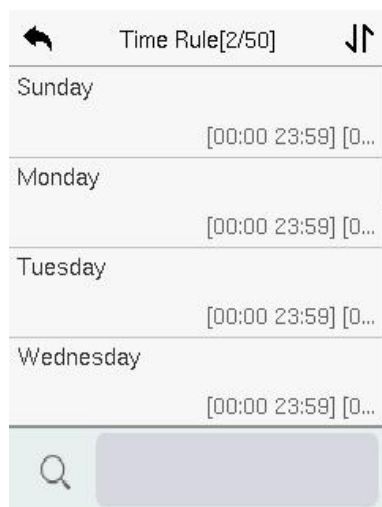 Time Rule[2/50]
Sunday
[00:00 23:59] [0...
Monday
[00:00 23:59] [0...
Tuesday
[00:00 23:59] [0...
Wednesday
[00:00 23:59] [0...